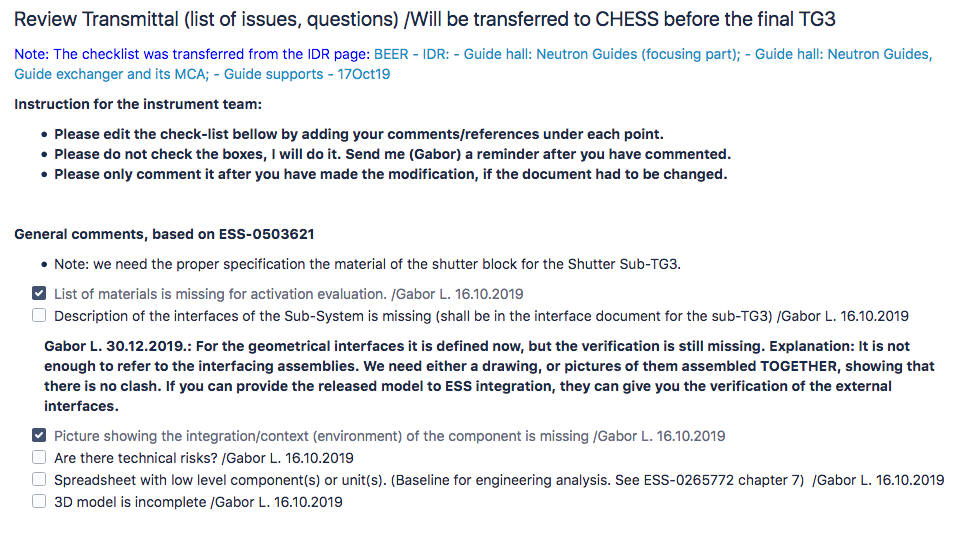 Review Transmittal (list of issues, questions) /Will be transferred to CHESS before the final TG3
Note: The checklist was transferred from the IDR page: BEER - IDR: - Guide hall: Neutron Guides (focusing part); - Guide hall: Neutron Guides,
Guide exchanger and its MCA; - Guide supports - 17Oct19
Instruction for the instrument team:
• Please edit the check-list bellow by adding your comments/references under each point.
• Please do not check the boxes, I will do it. Send me (Gabor) a reminder after you have commented.
• Please only comment it after you have made the modification, if the document had to be changed.
General comments, based on ESS-0503621
• Note: we need the proper specification the material of the shutter block for the Shutter Sub-TG3.
List of materials is missing for activation evaluation. /Gabor L. 16.10.2019
Description of the interfaces of the Sub-System is missing (shall be in the interface document for the sub-TG3) /Gabor L. 16.10.2019
Gabor L. 30.12.2019.: For the geometrical interfaces it is defined now, but the verification is still missing. Explanation: It is not
enough to refer to the interfacing assemblies. We need either a drawing, or pictures of them assembled TOGETHER, showing that
there is no clash. If you can provide the released model to ESS integration, they can give you the verification of the external
interfaces.
Picture showing the integration/context (environment) of the component is missing /Gabor L. 16.10.2019
Are there technical risks? /Gabor L. 16.10.2019
Spreadsheet with low level component(s) or unit(s). (Baseline for engineering analysis. See ESS-0265772 chapter 7) /Gabor L. 16.10.2019
3D model is incomplete /Gabor L. 16.10.2019